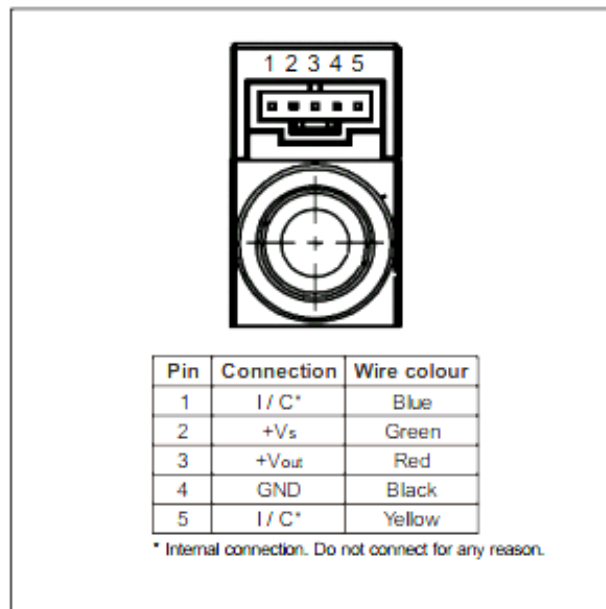 1 2 3 4 5
Pin Connection Wire colour
1 I / C* Blue
2 +Vs Green
3 +Vout Red
4 GND Black
5 I / C* Yellow
* Internal connection. Do not connect for any reason.